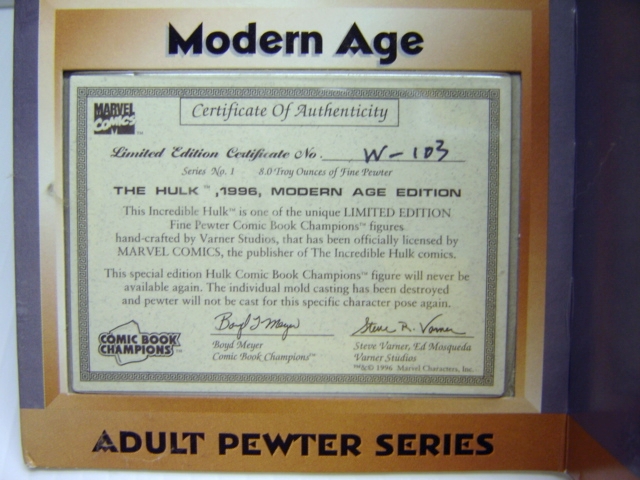 Modern Age
MARVEL
COMICS
Certificate Of Authenticity
Limited Edition Certificate No. W-103
Series No. 1 8.0 Troy Ounces of Fine Pewter
THE HULK™ ,1996, MODERN AGE EDITION
This Incredible Hulk™ is one of the unique LIMITED EDITION
Fine Pewter Comic Book Champions™ figures
hand-crafted by Varner Studios, that has been officially licensed by
MARVEL COMICS, the publisher of The Incredible Hulk comics.
This special edition Hulk Comic Book Champions™ figure will never be
available again. The individual mold casting has been destroyed
and pewter will not be cast for this specific character pose again.
Boyd J Meyer Steve R. Varner
COMIC BOOK
CHAMPIONS™
Boyd Meyer
Comic Book Champions™
Steve Varner, Ed Mosqueda
Varner Studios
™&© 1996 Marvel Characters, Inc.
ADULT PEWTER SERIES